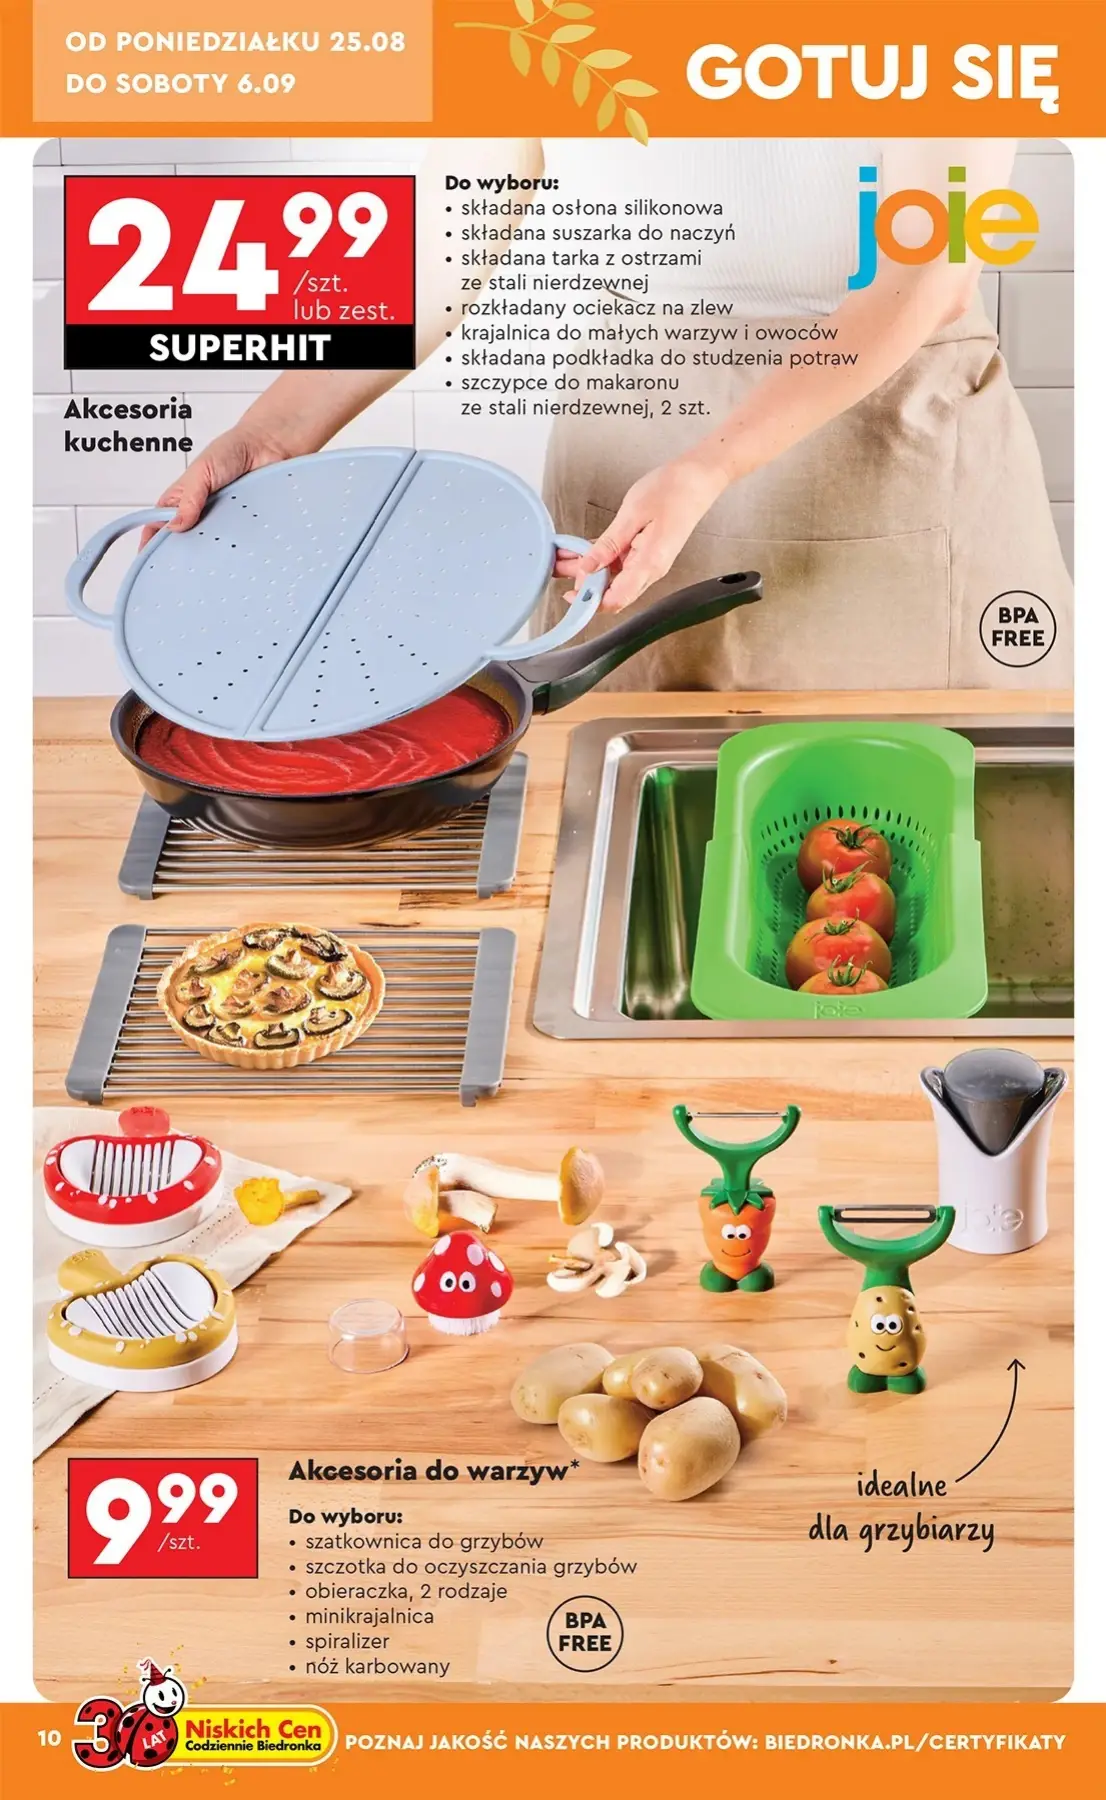 OD PONIEDZIAŁKU 25.08
DO SOBOTY 6.09
GOTUJ SIĘ
24 99
/szt.
lub zest.
SUPERHIT
Akcesoria
kuchenne
Do wyboru:
• składana osłona silikonowa
• składana suszarka do naczyń
• składana tarka z ostrzami
ze stali nierdzewnej
• rozkładany ociekacz na zlew
• krajalnica do małych warzyw i owoców
• składana podkładka do studzenia potraw
• szczypce do makaronu
ze stali nierdzewnej, 2 szt.
joie
BPA
FREE
joie
joie
idealne
dla grzybiarzy
9 99
/szt.
Akcesoria do warzyw*
Do wyboru:
• szatkownica do grzybów
• szczotka do oczyszczania grzybów
• obieraczka, 2 rodzaje
• minikrajalnica
• spiralizer
• nóż karbowany
BPA
FREE
10
30
LAT
Niskich Cen
Codziennie Biedronka
POZNAJ JAKOŚĆ NASZYCH PRODUKTÓW: BIEDRONKA.PL/CERTYFIKATY